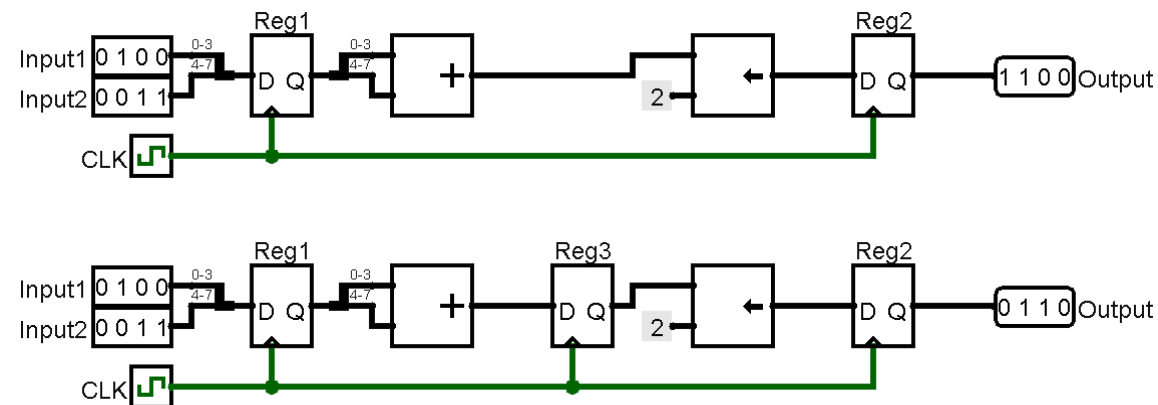 Reg1 Reg2
Input1 0 1 0 0 0-3 0-3
4-7 4-7
D Q + ← D Q 1 1 0 0 Output
Input2 0 0 1 1 2
CLK
Reg1 Reg3 Reg2
Input1 0 1 0 0 0-3 0-3
4-7 4-7
D Q + D Q ← D Q 0 1 1 0 Output
Input2 0 0 1 1 2
CLK